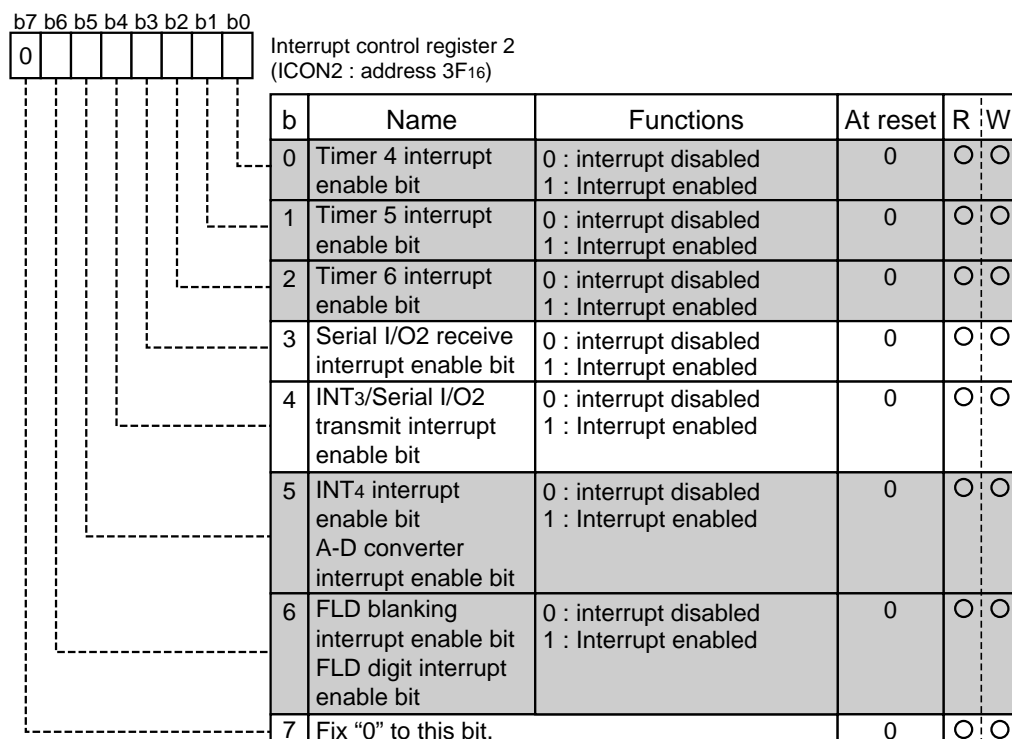 b7 b6 b5 b4 b3 b2 b1 b0
0
Interrupt control register 2
(ICON2 : address 3F16)
b Name Functions At reset R W
0 Timer 4 interrupt 0 : interrupt disabled 0 O O
enable bit 1 : Interrupt enabled
1 Timer 5 interrupt 0 : interrupt disabled 0 O O
enable bit 1 : Interrupt enabled
2 Timer 6 interrupt 0 : interrupt disabled 0 O O
enable bit 1 : Interrupt enabled
3 Serial I/O2 receive 0 : interrupt disabled 0 O O
interrupt enable bit 1 : Interrupt enabled
4 INT3/Serial I/O2 0 : interrupt disabled 0 O O
transmit interrupt 1 : Interrupt enabled
enable bit
5 INT4 interrupt 0 : interrupt disabled 0 O O
enable bit 1 : Interrupt enabled
A-D converter
interrupt enable bit
6 FLD blanking 0 : interrupt disabled 0 O O
interrupt enable bit 1 : Interrupt enabled
FLD digit interrupt
enable bit
7 Fix “0” to this bit. 0 O O